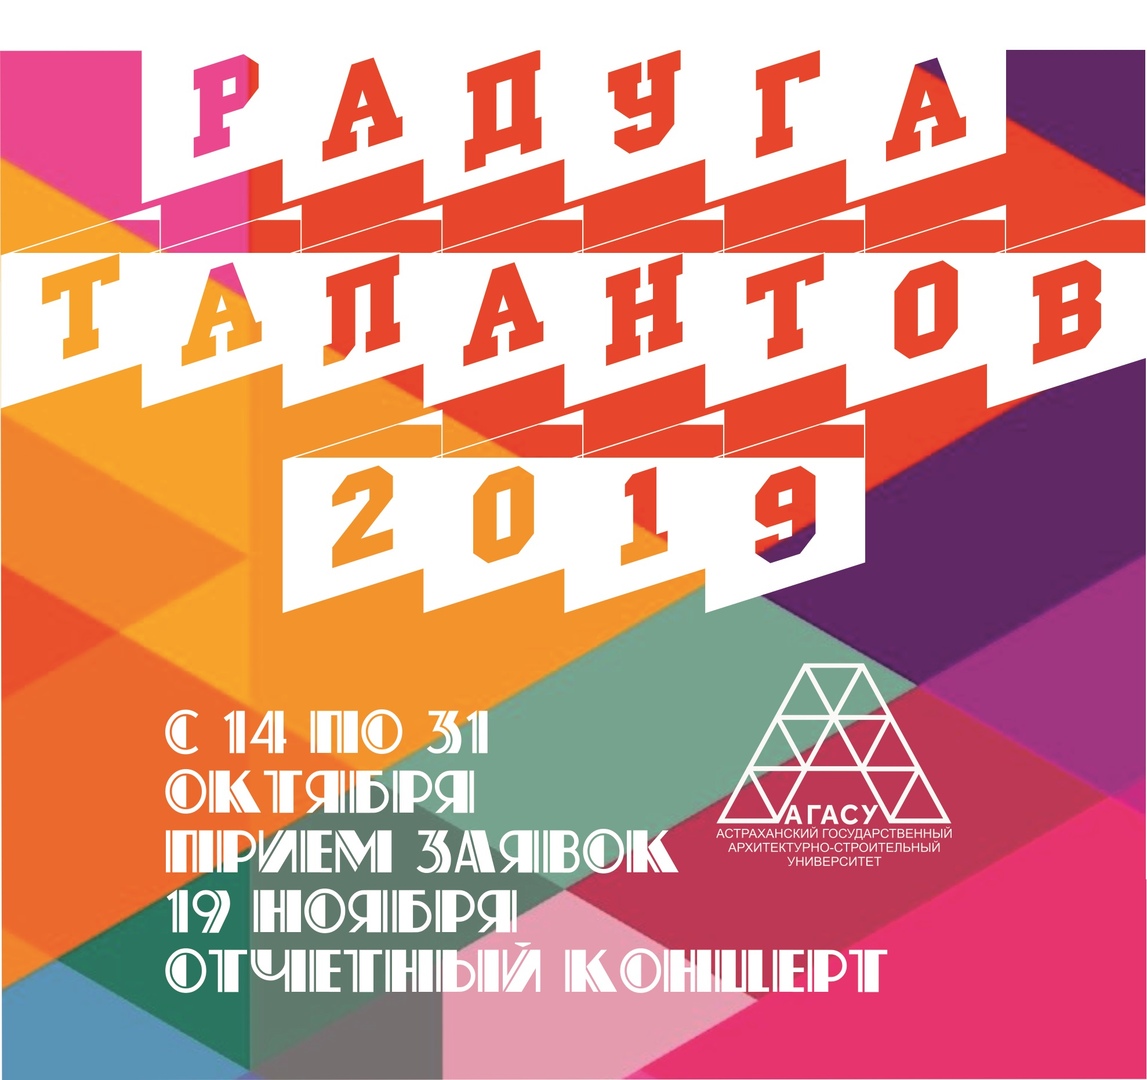 РАДУГА
ТАЛАНТОВ
2019
С 14 ПО 31
ОКТЯБРЯ
ПРИЕМ ЗАЯВОК
19 НОЯБРЯ
ОТЧЕТНЫЙ КОНЦЕРТ
АГАСУ
АСТРАХАНСКИЙ ГОСУДАРСТВЕННЫЙ
АРХИТЕКТУРНО-СТРОИТЕЛЬНЫЙ
УНИВЕРСИТЕТ